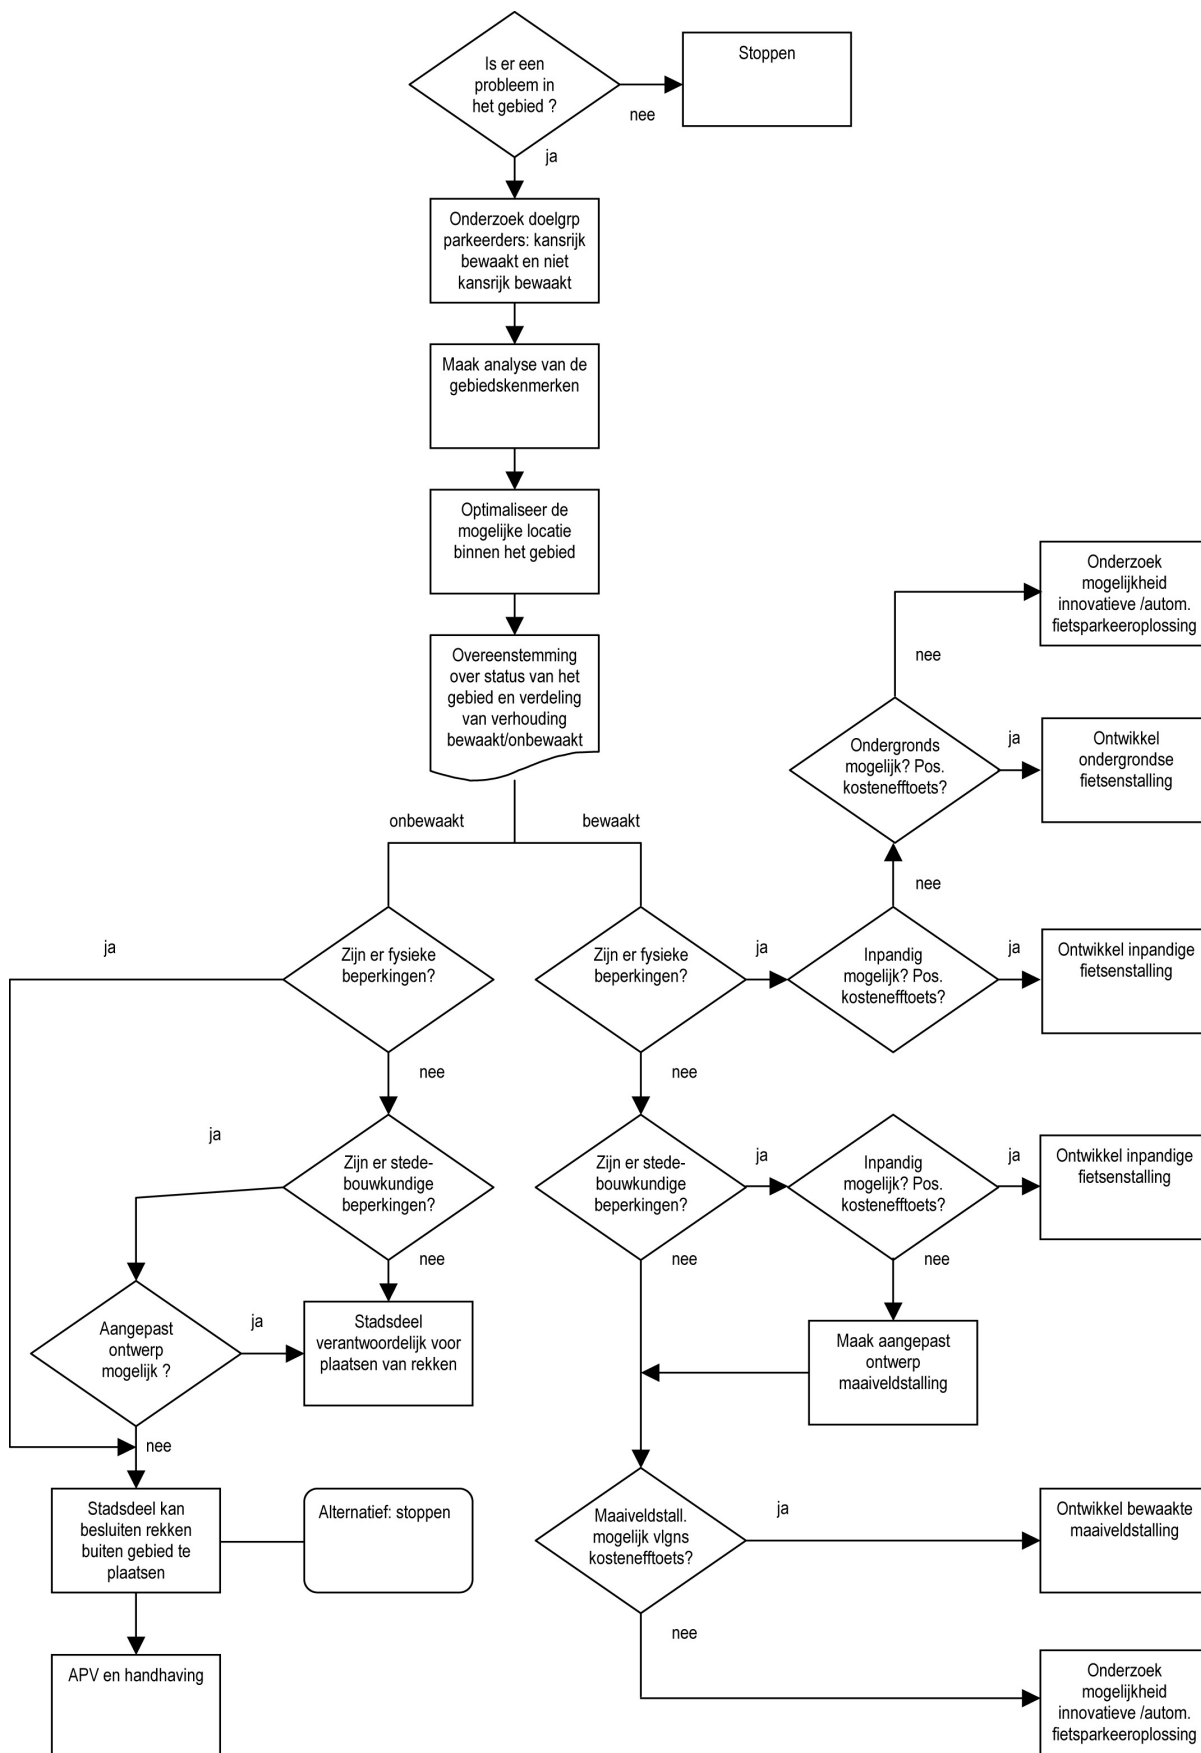 Is er een
probleem in
het gebied ?
nee
Stoppen
ja
Onderzoek doelgrp
parkeerders: kansrijk
bewaakt en niet
kansrijk bewaakt
Maak analyse van de
gebiedskenmerken
Optimaliseer de
mogelijke locatie
binnen het gebied
Overeenstemming
over status van het
gebied en verdeling
van verhouding
bewaakt/onbewaakt
onbewaakt
bewaakt
Onderzoek
mogelijkheid
innovatieve /autom.
fietsparkeeroplossing
nee
Ondergronds
mogelijk? Pos.
kostenefftoets?
ja
Ontwikkel
ondergrondse
fietsenstalling
nee
ja
Zijn er fysieke
beperkingen?
Zijn er fysieke
beperkingen?
ja
Inpandig
mogelijk? Pos.
kostenefftoets?
ja
Ontwikkel inpandige
fietsenstalling
nee
nee
ja
Zijn er stede-
bouwkundige
beperkingen?
Zijn er stede-
bouwkundige
beperkingen?
ja
Inpandig
mogelijk? Pos.
kostenefftoets?
ja
Ontwikkel inpandige
fietsenstalling
nee
nee
nee
Aangepast
ontwerp
mogelijk ?
ja
Stadsdeel
verantwoordelijk voor
plaatsen van rekken
Maak aangepast
ontwerp
maaiveldstalling
nee
Stadsdeel kan
besluiten rekken
buiten gebied te
plaatsen
Alternatief: stoppen
Maaiveldstall.
mogelijk vlgns
kostenefftoets?
ja
Ontwikkel bewaakte
maaiveldstalling
nee
APV en handhaving
Onderzoek
mogelijkheid
innovatieve /autom.
fietsparkeeroplossing